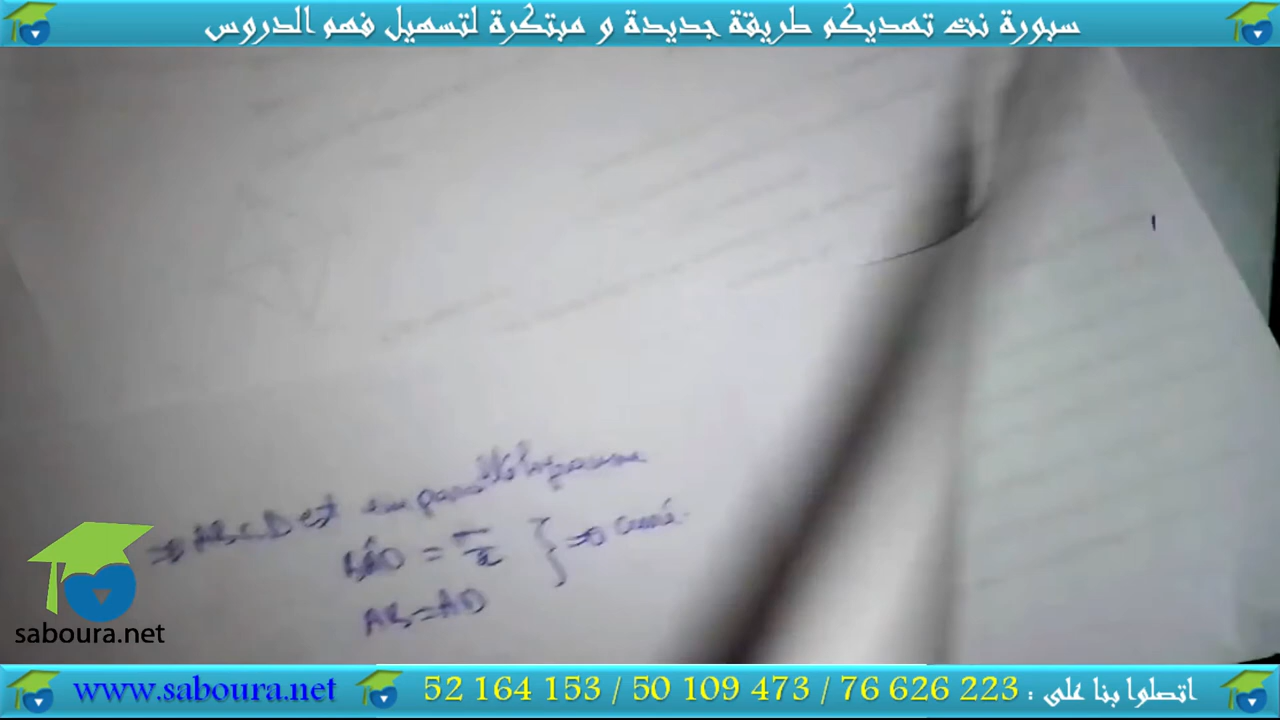 سبورة نت تهديكم طريقة جديدة و مبتكرة لتسهيل فهم الدروس
⇒ ABCD est un parallélogramme
BÂD = π/2 } ⇒ carré.
AB = AD
saboura.net
www.saboura.net 52 164 153 / 50 109 473 / 76 626 223 : اتصلوا بنا على